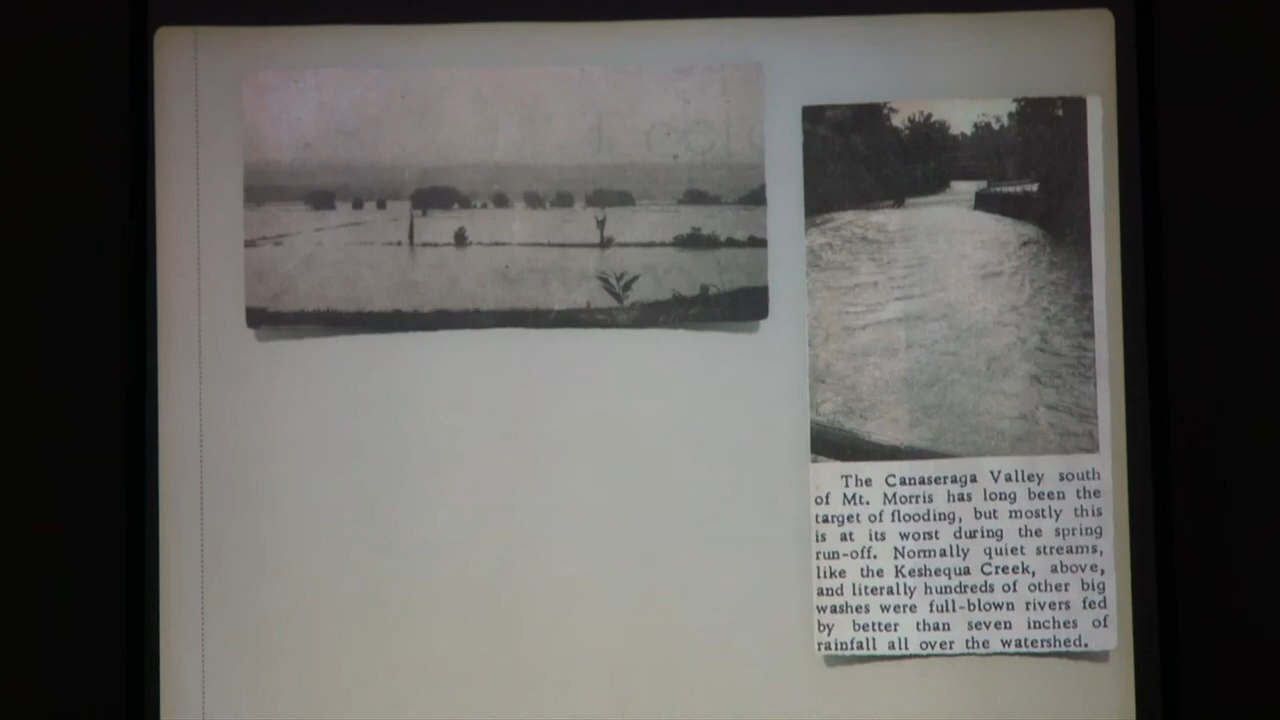 The Canaseraga Valley south
of Mt. Morris has long been the
target of flooding, but mostly this
is at its worst during the spring
run-off. Normally quiet streams,
like the Keshequa Creek, above,
and literally hundreds of other big
washes were full-blown rivers fed
by better than seven inches of
rainfall all over the watershed.